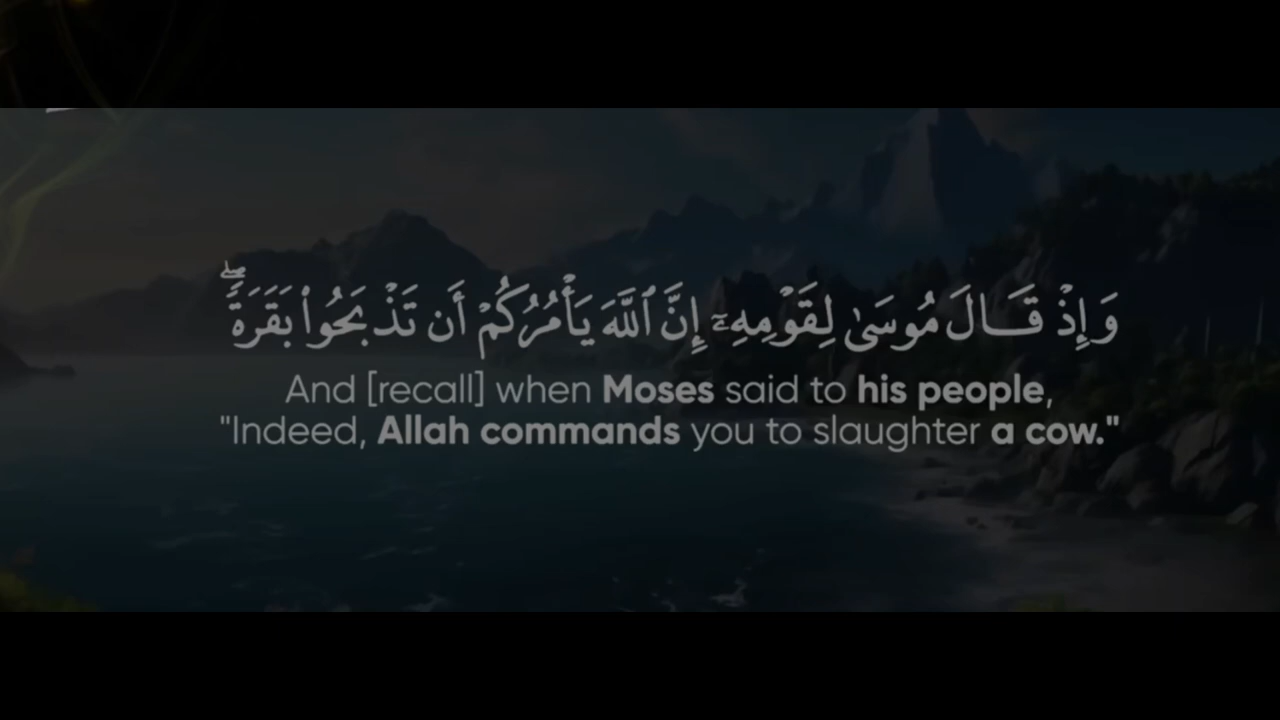 وَإِذْ قَالَ مُوسَىٰ لِقَوْمِهِۦٓ إِنَّ ٱللَّهَ يَأْمُرُكُمْ أَن تَذْبَحُوا۟ بَقَرَةً ۖ
And [recall] when Moses said to his people,
"Indeed, Allah commands you to slaughter a cow."